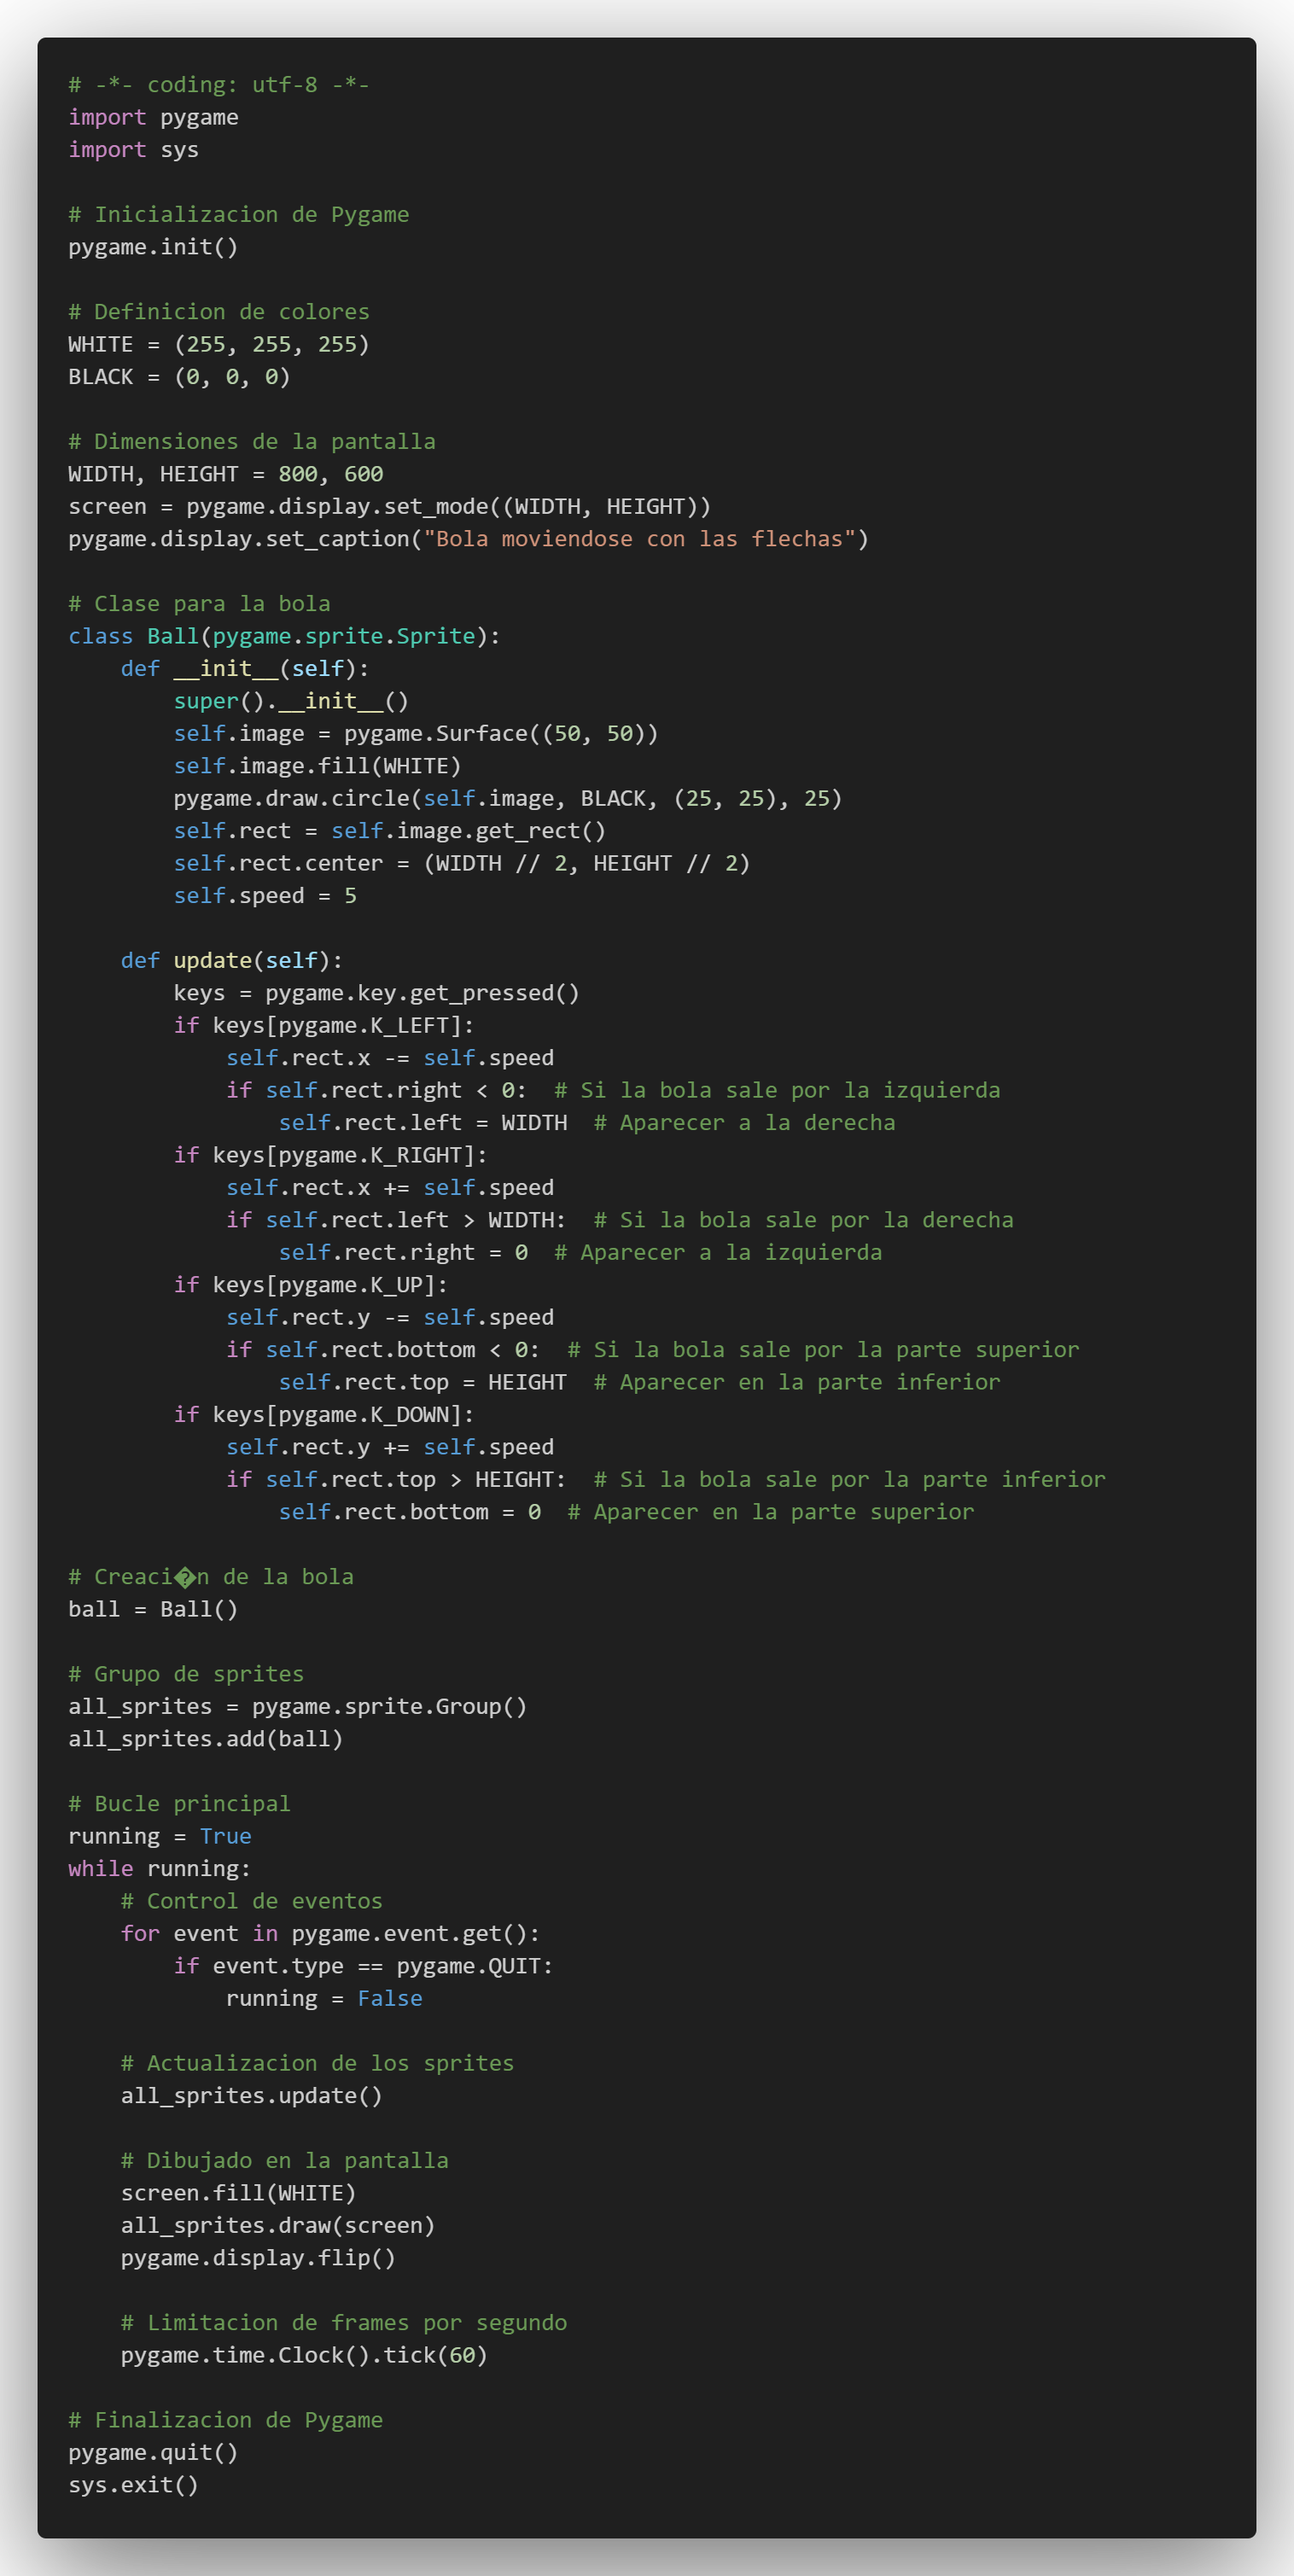 # -*- coding: utf-8 -*-
import pygame
import sys

# Inicializacion de Pygame
pygame.init()

# Definicion de colores
WHITE = (255, 255, 255)
BLACK = (0, 0, 0)

# Dimensiones de la pantalla
WIDTH, HEIGHT = 800, 600
screen = pygame.display.set_mode((WIDTH, HEIGHT))
pygame.display.set_caption("Bola moviendose con las flechas")

# Clase para la bola
class Ball(pygame.sprite.Sprite):
    def __init__(self):
        super().__init__()
        self.image = pygame.Surface((50, 50))
        self.image.fill(WHITE)
        pygame.draw.circle(self.image, BLACK, (25, 25), 25)
        self.rect = self.image.get_rect()
        self.rect.center = (WIDTH // 2, HEIGHT // 2)
        self.speed = 5

    def update(self):
        keys = pygame.key.get_pressed()
        if keys[pygame.K_LEFT]:
            self.rect.x -= self.speed
            if self.rect.right < 0:  # Si la bola sale por la izquierda
                self.rect.left = WIDTH  # Aparecer a la derecha
        if keys[pygame.K_RIGHT]:
            self.rect.x += self.speed
            if self.rect.left > WIDTH:  # Si la bola sale por la derecha
                self.rect.right = 0  # Aparecer a la izquierda
        if keys[pygame.K_UP]:
            self.rect.y -= self.speed
            if self.rect.bottom < 0:  # Si la bola sale por la parte superior
                self.rect.top = HEIGHT  # Aparecer en la parte inferior
        if keys[pygame.K_DOWN]:
            self.rect.y += self.speed
            if self.rect.top > HEIGHT:  # Si la bola sale por la parte inferior
                self.rect.bottom = 0  # Aparecer en la parte superior

# Creaci�n de la bola
ball = Ball()

# Grupo de sprites
all_sprites = pygame.sprite.Group()
all_sprites.add(ball)

# Bucle principal
running = True
while running:
    # Control de eventos
    for event in pygame.event.get():
        if event.type == pygame.QUIT:
            running = False

    # Actualizacion de los sprites
    all_sprites.update()

    # Dibujado en la pantalla
    screen.fill(WHITE)
    all_sprites.draw(screen)
    pygame.display.flip()

    # Limitacion de frames por segundo
    pygame.time.Clock().tick(60)

# Finalizacion de Pygame
pygame.quit()
sys.exit()